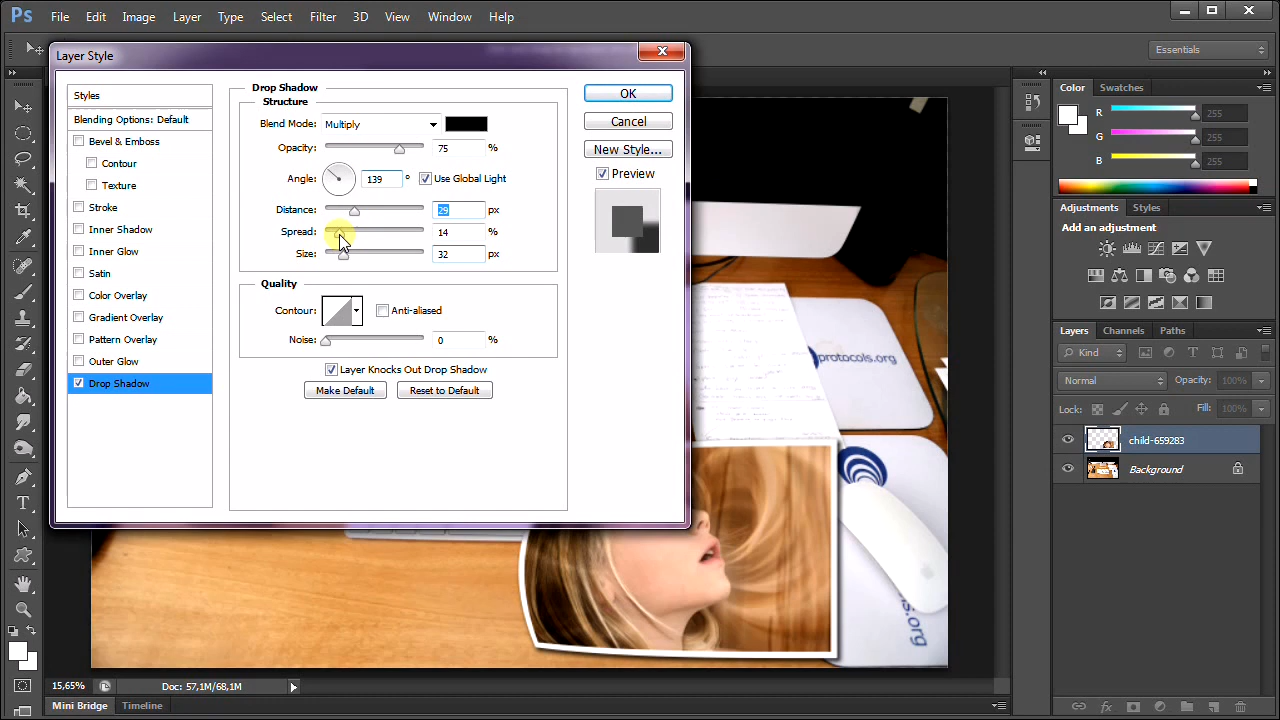 Ps File Edit Image Layer Type Select Filter 3D View Window Help
Essentials
Layer Style
Styles
Blending Options: Default
Bevel & Emboss
Contour
Texture
Stroke
Inner Shadow
Inner Glow
Satin
Color Overlay
Gradient Overlay
Pattern Overlay
Outer Glow
Drop Shadow
Drop Shadow
Structure
Blend Mode: Multiply
Opacity: 75 %
Angle: 139 ° Use Global Light
Distance: 29 px
Spread: 14 %
Size: 32 px
Quality
Contour: Anti-aliased
Noise: 0 %
Layer Knocks Out Drop Shadow
Make Default Reset to Default
OK
Cancel
New Style...
Preview
protocols.org
ols.org
Color Swatches
R 255
G 255
B 255
Adjustments Styles
Add an adjustment
Layers Channels Paths
Kind
Normal Opacity: 100%
Lock: Fill: 100%
child-659283
Background
fx
15,65% Doc: 57,1M/68,1M
Mini Bridge Timeline